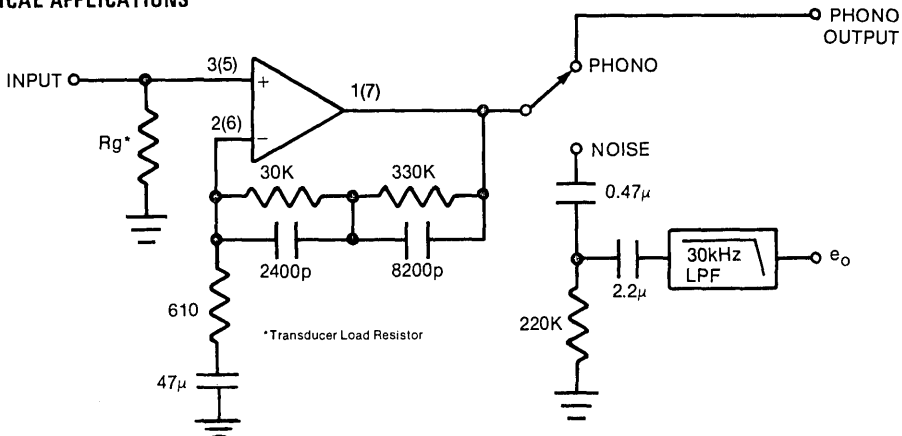 ICAL APPLICATIONS
PHONO
OUTPUT
3(5)
INPUT
+
1(7)
PHONO
Rg*
2(6)
−
30K
330K
NOISE
0.47μ
2400p
8200p
30kHz
LPF
eo
2.2μ
610
*Transducer Load Resistor
220K
47μ